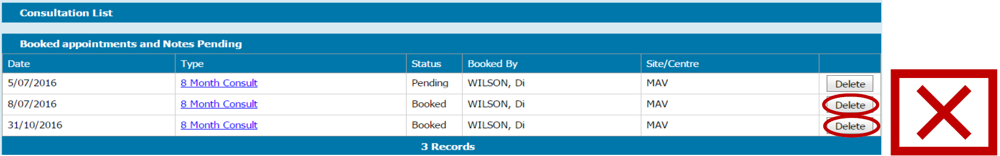 Consultation List
Booked appointments and Notes Pending
Date Type Status Booked By Site/Centre
5/07/2016 8 Month Consult Pending WILSON, Di MAV Delete
8/07/2016 8 Month Consult Booked WILSON, Di MAV Delete
31/10/2016 8 Month Consult Booked WILSON, Di MAV Delete
3 Records